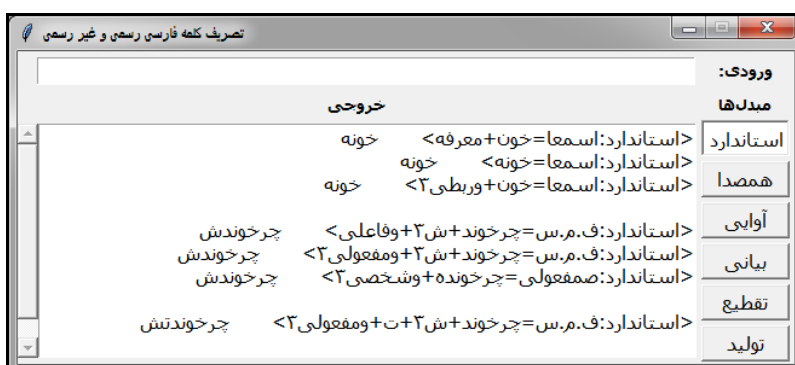 تصریف کلمه فارسی رسمی و غیر رسمی
ورودی:
مبدل‌ها
خروجی
استاندارد
همصدا
آوایی
بیانی
تقطیع
تولید
<استاندارد:اسمعا=خون+معرفه> خونه
<استاندارد:اسمعا=خونه> خونه
<استاندارد:اسمعا=خون+وربطی۳> خونه
<استاندارد:ف.م.س=چرخوند+ش۳+وفاعلی> چرخوندش
<استاندارد:ف.م.س=چرخوند+ش۳+ومفعولی۳> چرخوندش
<استاندارد:صمفعولی=چرخونده+وشخصی۳> چرخوندش
<استاندارد:ف.م.س=چرخوند+ش۳+ت+ومفعولی۳> چرخوندتش